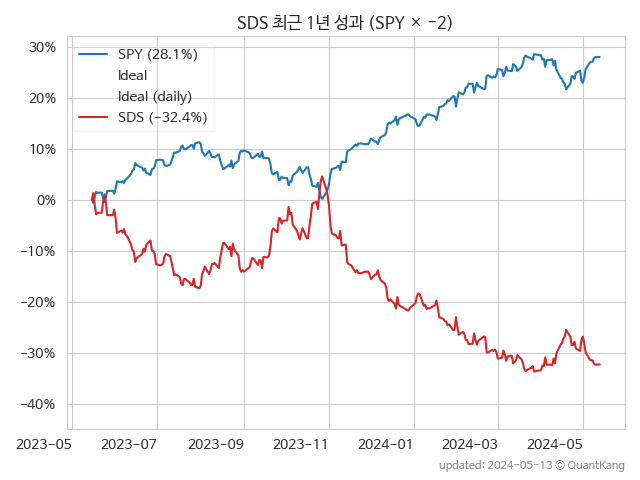 SDS 최근 1년 성과 (SPY × −2)
SPY (28.1%)
Ideal
Ideal (daily)
SDS (−32.4%)
30%
20%
10%
0%
−10%
−20%
−30%
−40%
2023-05 2023-07 2023-09 2023-11 2024-01 2024-03 2024-05
updated: 2024-05-13 © QuantKang